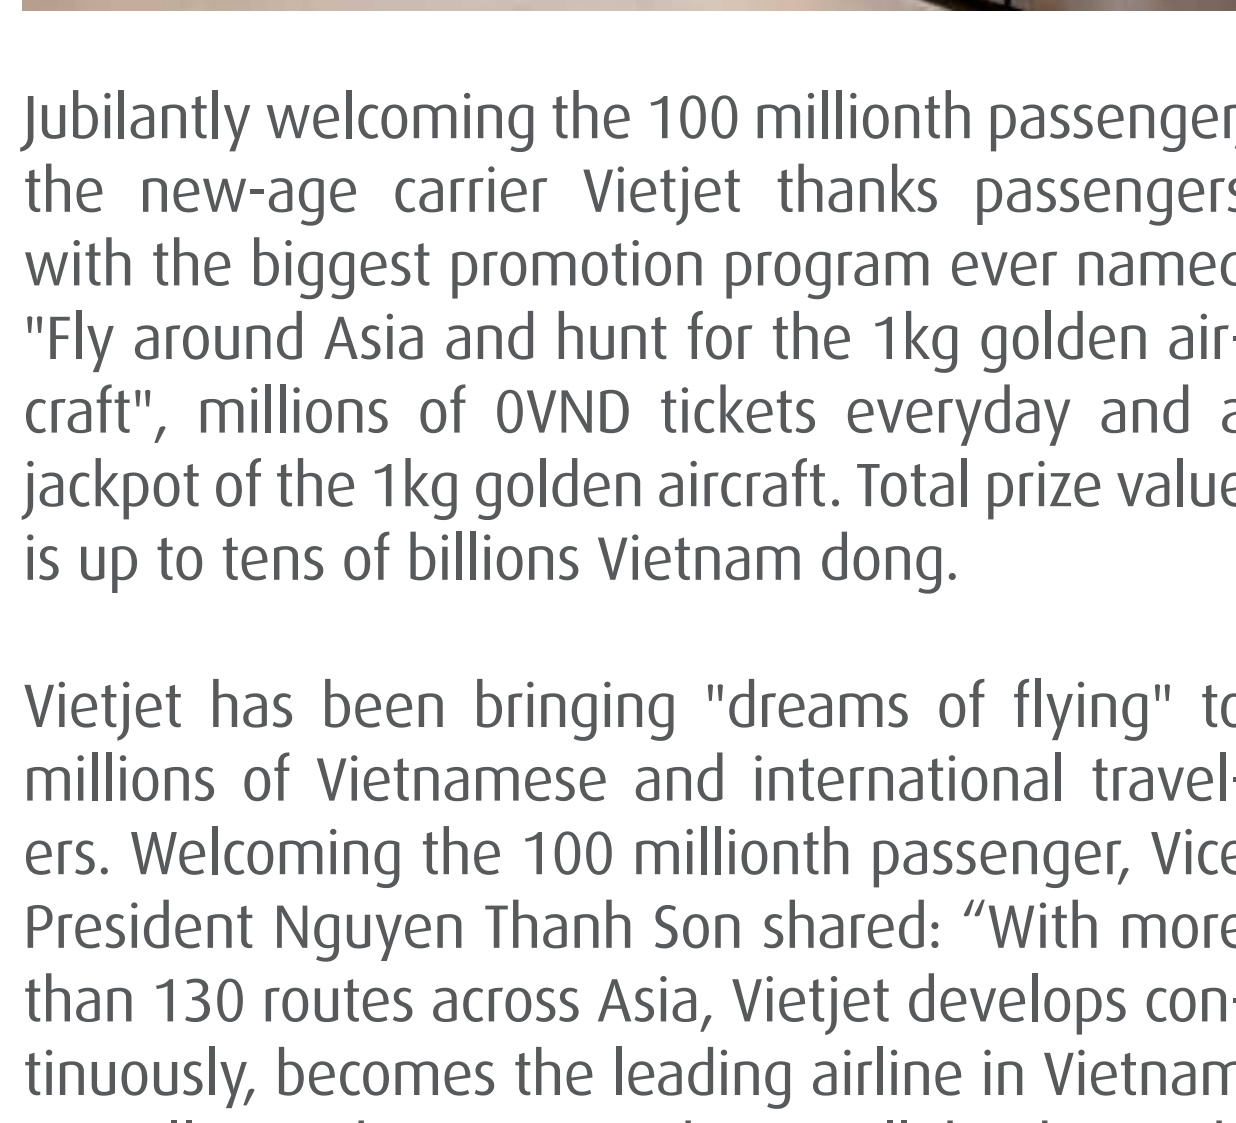 Jubilantly welcoming the 100 millionth passenger,
the new-age carrier Vietjet thanks passengers
with the biggest promotion program ever named
"Fly around Asia and hunt for the 1kg golden air-
craft", millions of 0VND tickets everyday and a
jackpot of the 1kg golden aircraft. Total prize value
is up to tens of billions Vietnam dong.
Vietjet has been bringing "dreams of flying" to
millions of Vietnamese and international travel-
ers. Welcoming the 100 millionth passenger, Vice
President Nguyen Thanh Son shared: “With more
than 130 routes across Asia, Vietjet develops con-
tinuously, becomes the leading airline in Vietnam